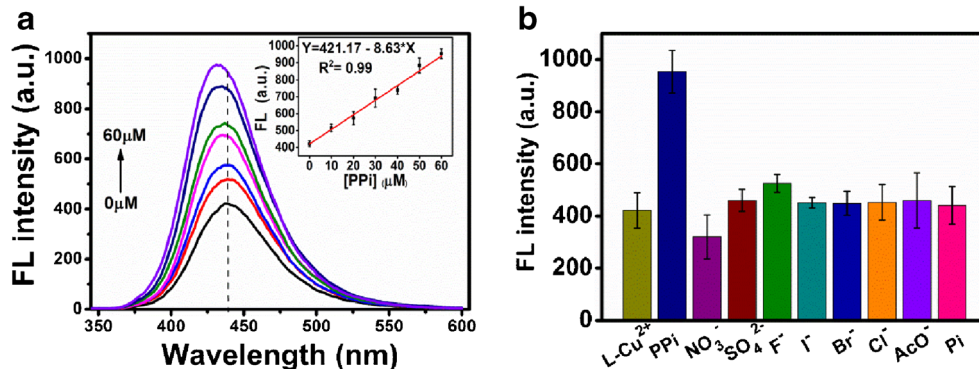 a
FL intensity (a.u.)
1000
800
600
400
200
0
60μM
0μM
350
400
450
500
550
600
Wavelength (nm)
Y=421.17 - 8.63*X
R²= 0.99
FL (a.u.)
1000
900
800
700
600
500
400
0 10 20 30 40 50 60
[PPi] (μM)
b
FL intensity (a.u.)
1000
800
600
400
200
0
L-Cu²⁺
PPi
NO₃⁻
SO₄²⁻
F⁻
I⁻
Br⁻
Cl⁻
AcO⁻
Pi